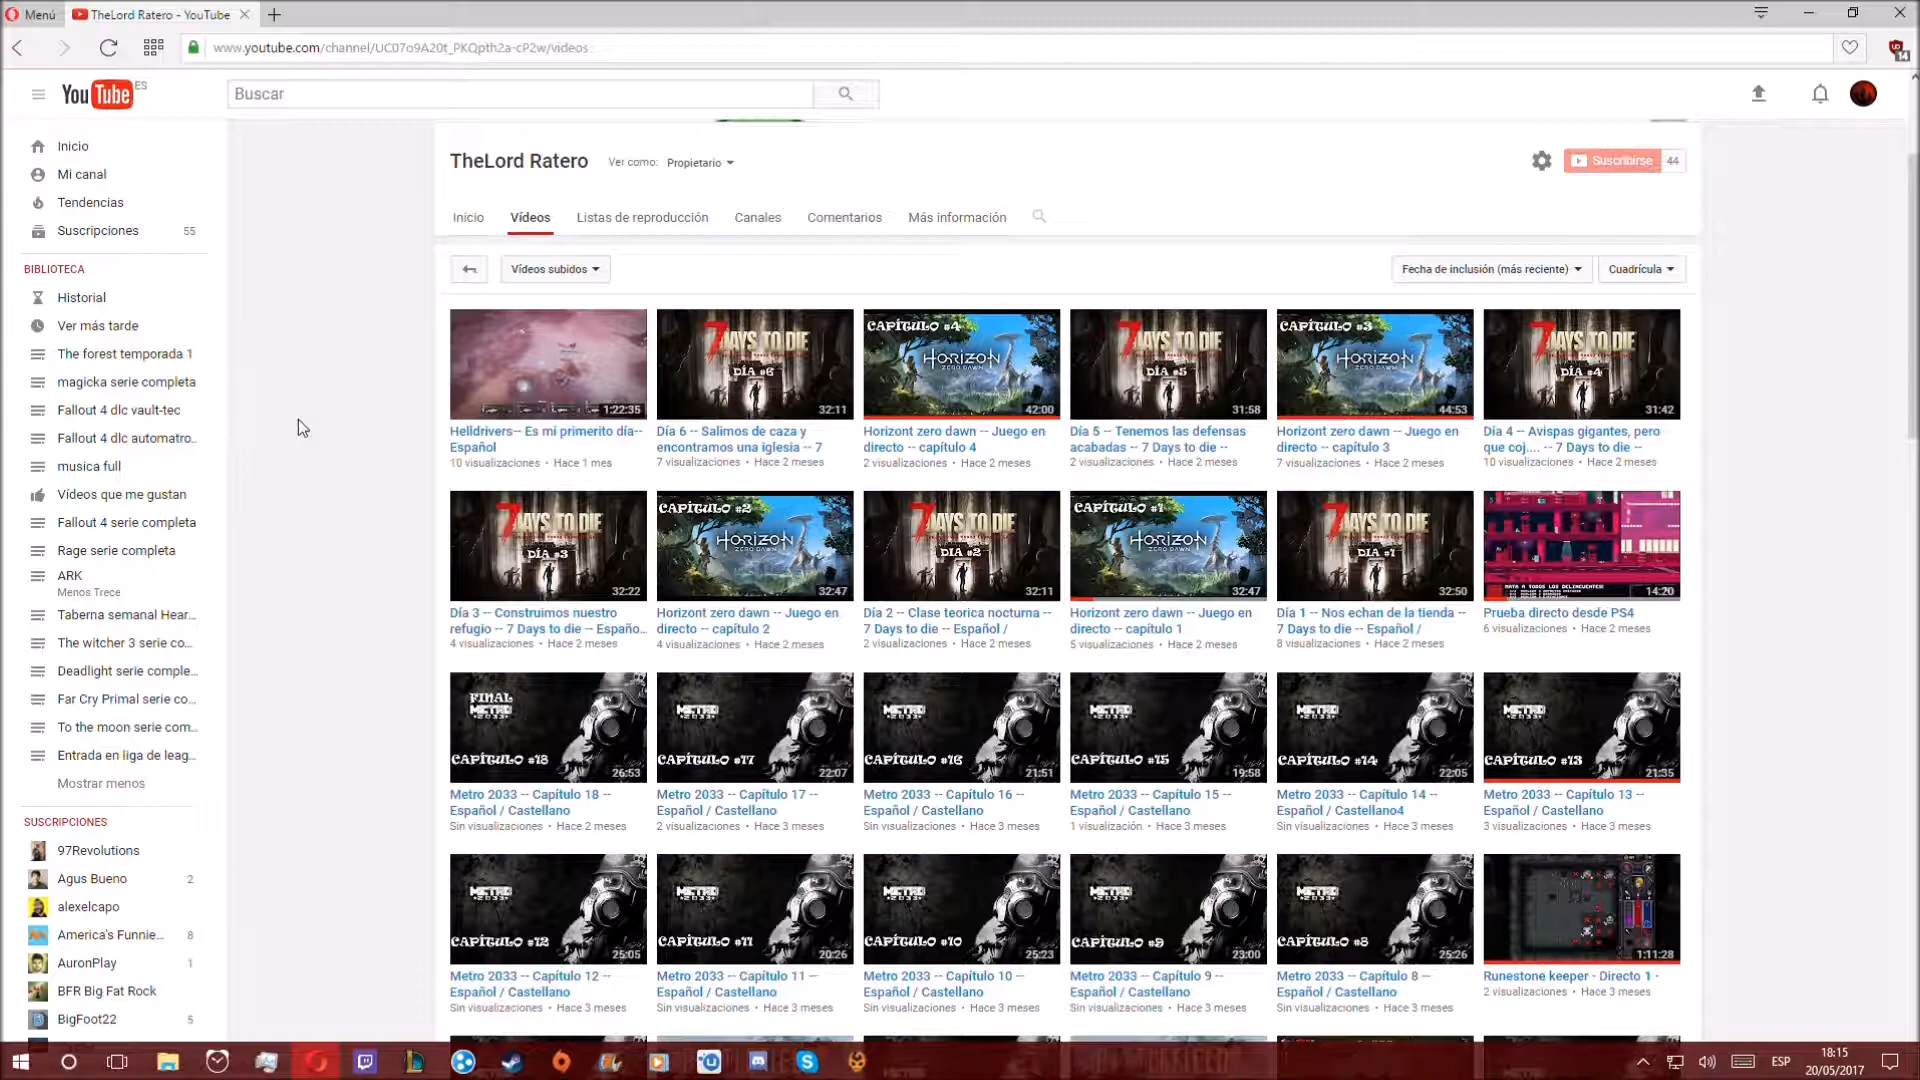 Menú
TheLord Ratero - YouTube
www.youtube.com/channel/UC07o9A20t_PKQpth2a-cP2w/videos
14
YouTube ES
Buscar
Inicio
Mi canal
Tendencias
Suscripciones 55
BIBLIOTECA
Historial
Ver más tarde
The forest temporada 1
magicka serie completa
Fallout 4 dlc vault-tec
Fallout 4 dlc automatro...
musica full
Vídeos que me gustan
Fallout 4 serie completa
Rage serie completa
ARK
Menos Trece
Taberna semanal Hear...
The witcher 3 serie co...
Deadlight serie comple...
Far Cry Primal serie co...
To the moon serie com...
Entrada en liga de leag...
Mostrar menos
SUSCRIPCIONES
97Revolutions
Agus Bueno 2
alexelcapo
America's Funnie... 8
AuronPlay 1
BFR Big Fat Rock
BigFoot22 5
TheLord Ratero Ver como: Propietario
Suscribirse 44
Inicio Vídeos Listas de reproducción Canales Comentarios Más información
Vídeos subidos
Fecha de inclusión (más reciente) Cuadrícula
1:22:35
Helldrivers-- Es mi primerito día-- Español
10 visualizaciones • Hace 1 mes
7 DAYS TO DIE
DÍA #6
32:11
Día 6 -- Salimos de caza y
encontramos una iglesia -- 7
7 visualizaciones • Hace 2 meses
CAPÍTULO #4
HORIZON
ZERO DAWN
42:00
Horizont zero dawn -- Juego en
directo -- capítulo 4
2 visualizaciones • Hace 2 meses
7 DAYS TO DIE
DÍA #5
31:58
Día 5 -- Tenemos las defensas
acabadas -- 7 Days to die --
2 visualizaciones • Hace 2 meses
CAPÍTULO #3
HORIZON
ZERO DAWN
44:53
Horizont zero dawn -- Juego en
directo -- capítulo 3
7 visualizaciones • Hace 2 meses
7 DAYS TO DIE
DÍA #4
31:42
Día 4 -- Avispas gigantes, pero
que coj.... -- 7 Days to die --
10 visualizaciones • Hace 2 meses
7 DAYS TO DIE
DÍA #3
32:22
Día 3 -- Construimos nuestro
refugio -- 7 Days to die -- Españo...
4 visualizaciones • Hace 2 meses
CAPÍTULO #2
HORIZON
ZERO DAWN
32:47
Horizont zero dawn -- Juego en
directo -- capítulo 2
4 visualizaciones • Hace 2 meses
7 DAYS TO DIE
DIA #2
32:11
Día 2 -- Clase teorica nocturna --
7 Days to die -- Español /
2 visualizaciones • Hace 2 meses
CAPÍTULO #1
HORIZON
ZERO DAWN
32:47
Horizont zero dawn -- Juego en
directo -- capítulo 1
5 visualizaciones • Hace 2 meses
7 DAYS TO DIE
DIA #1
32:50
Día 1 -- Nos echan de la tienda --
7 Days to die -- Español /
8 visualizaciones • Hace 2 meses
MATA A TODOS LOS DELINCUENTES
14:20
Prueba directo desde PS4
6 visualizaciones • Hace 2 meses
FINAL
METRO
2033
CAPÍTULO #18
26:53
Metro 2033 -- Capítulo 18 --
Español / Castellano
Sin visualizaciones • Hace 2 meses
METRO
2033
CAPÍTULO #17
22:07
Metro 2033 -- Capítulo 17 --
Español / Castellano
2 visualizaciones • Hace 3 meses
METRO
2033
CAPÍTULO #16
21:51
Metro 2033 -- Capítulo 16 --
Español / Castellano
Sin visualizaciones • Hace 3 meses
METRO
2033
CAPÍTULO #15
19:58
Metro 2033 -- Capítulo 15 --
Español / Castellano
1 visualización • Hace 3 meses
METRO
2033
CAPÍTULO #14
22:05
Metro 2033 -- Capítulo 14 --
Español / Castellano4
Sin visualizaciones • Hace 3 meses
METRO
2033
CAPÍTULO #13
21:35
Metro 2033 -- Capítulo 13 --
Español / Castellano
3 visualizaciones • Hace 3 meses
METRO
2033
CAPÍTULO #12
25:05
Metro 2033 -- Capítulo 12 --
Español / Castellano
Sin visualizaciones • Hace 3 meses
METRO
2033
CAPÍTULO #11
20:26
Metro 2033 -- Capítulo 11 --
Español / Castellano
Sin visualizaciones • Hace 3 meses
METRO
2033
CAPÍTULO #10
25:23
Metro 2033 -- Capítulo 10 --
Español / Castellano
Sin visualizaciones • Hace 3 meses
METRO
2033
CAPÍTULO #9
23:00
Metro 2033 -- Capítulo 9 --
Español / Castellano
Sin visualizaciones • Hace 3 meses
METRO
2033
CAPÍTULO #8
25:26
Metro 2033 -- Capítulo 8 --
Español / Castellano
Sin visualizaciones • Hace 3 meses
1:11:28
Runestone keeper - Directo 1 -
2 visualizaciones • Hace 3 meses
ESP
18:15
20/05/2017